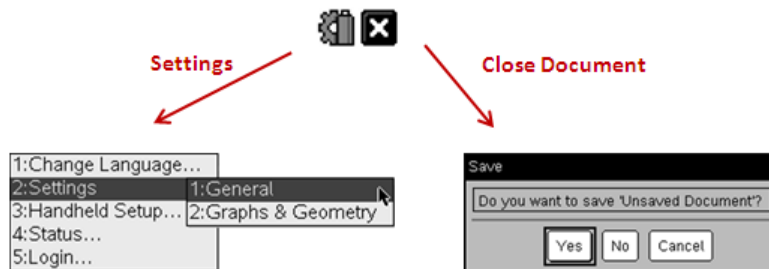 Settings
Close Document
1:Change Language...
2:Settings
1:General
3:Handheld Setup...
2:Graphs & Geometry
4:Status...
5:Login...
Save
Do you want to save 'Unsaved Document'?
Yes No Cancel